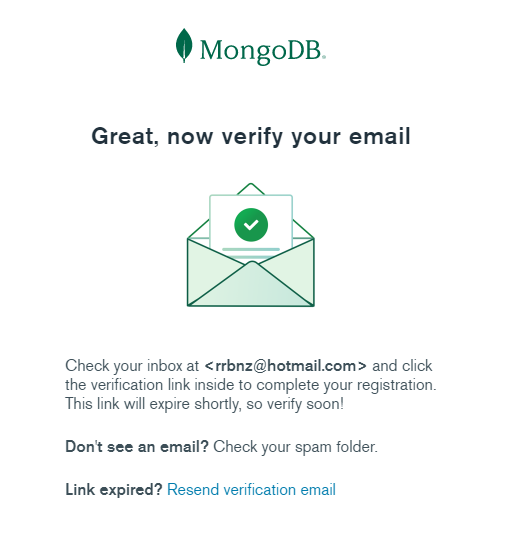 MongoDB.
Great, now verify your email
Check your inbox at <rrbnz@hotmail.com> and click
the verification link inside to complete your registration.
This link will expire shortly, so verify soon!
Don't see an email? Check your spam folder.
Link expired? Resend verification email